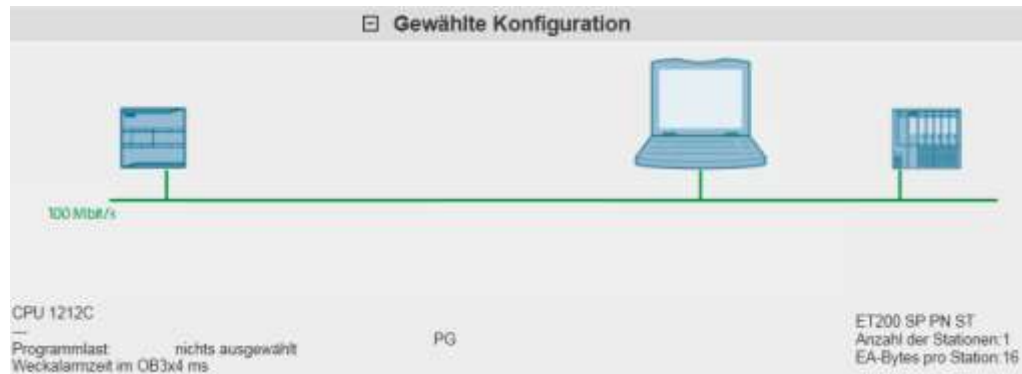 Gewählte Konfiguration
100 Mbit/s
CPU 1212C
---
Programmlast: nichts ausgewählt
Weckalarmzeit im OB3x4 ms
PG
ET200 SP PN ST
Anzahl der Stationen:1
EA-Bytes pro Station:16